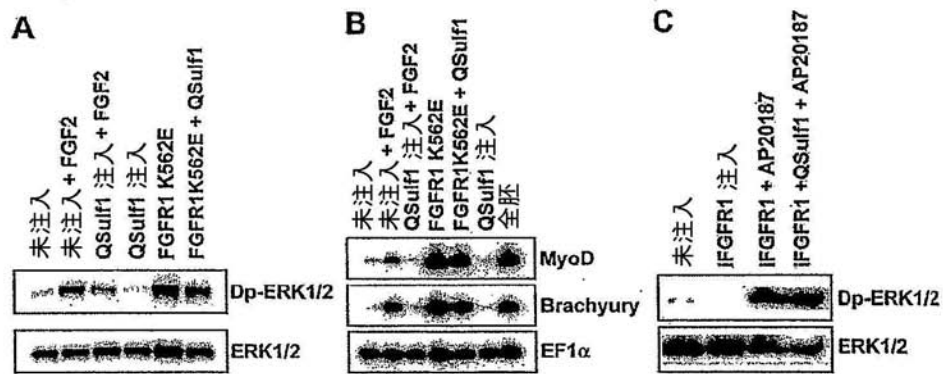 A
未注入
未注入 + FGF2
QSulf1 注入 + FGF2
QSulf1 注入
FGFR1 K562E
FGFR1K562E + QSulf1
Dp-ERK1/2
ERK1/2
B
未注入
未注入 + FGF2
QSulf1 注入 + FGF2
FGFR1 K562E
FGFR1K562E + QSulf1
QSulf1 注入
全胚
MyoD
Brachyury
EF1α
C
未注入
iFGFR1 注入
iFGFR1 + AP20187
iFGFR1 +QSulf1 + AP20187
Dp-ERK1/2
ERK1/2